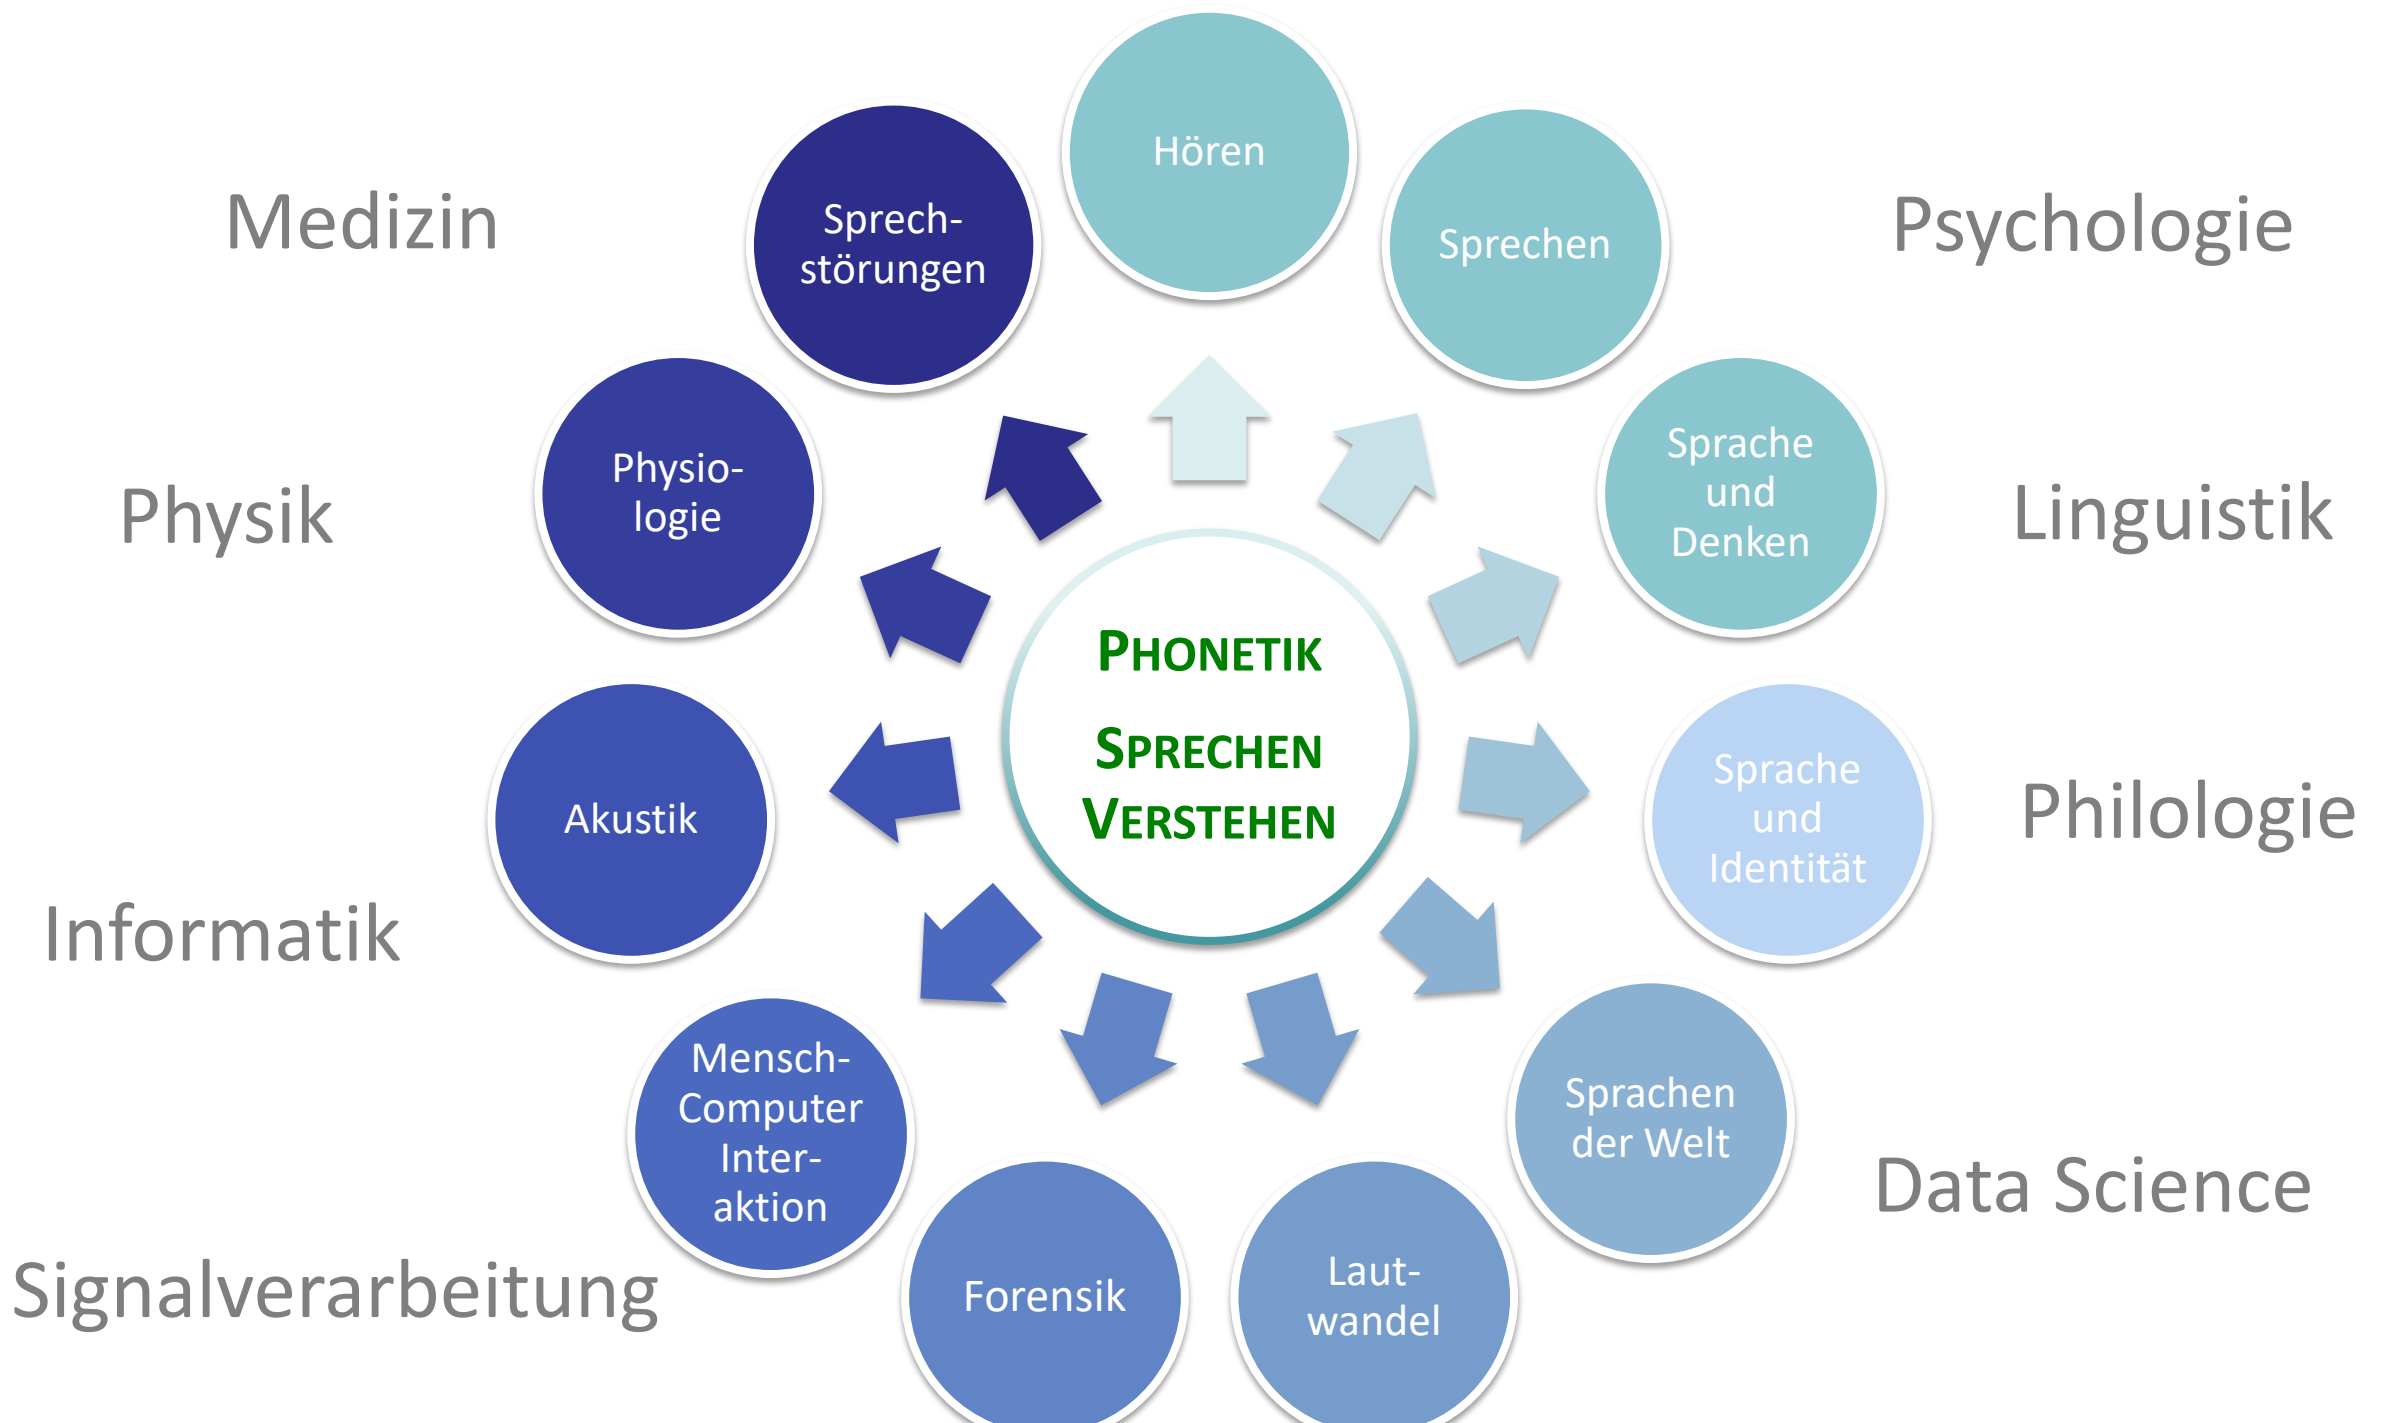 Hören
Sprechen
Sprache
und
Denken
Sprache
und
Identität
Sprachen
der Welt
Laut-
wandel
Forensik
Mensch-
Computer
Inter-
aktion
Akustik
Physio-
logie
Sprech-
störungen
PHONETIK
SPRECHEN
VERSTEHEN
Medizin
Physik
Informatik
Signalverarbeitung
Psychologie
Linguistik
Philologie
Data Science